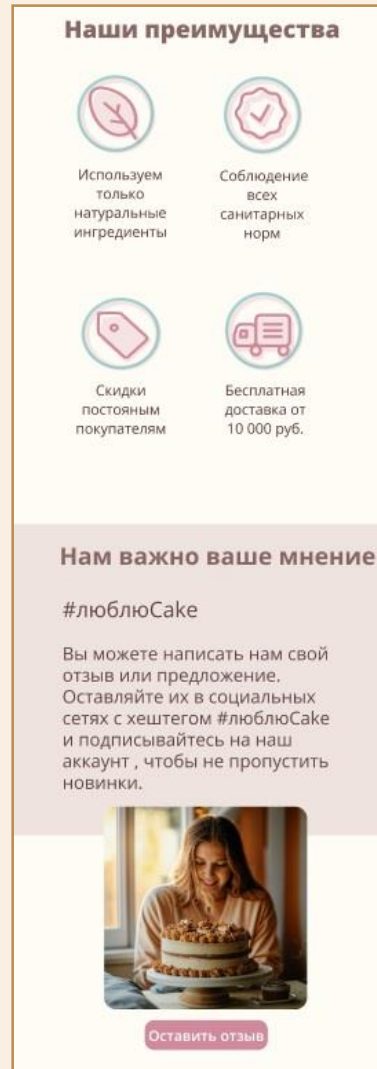 Наши преимущества
Используем
только
натуральные
ингредиенты
Соблюдение
всех
санитарных
норм
Скидки
постояным
покупателям
Бесплатная
доставка от
10 000 руб.
Нам важно ваше мнение
#люблюCake
Вы можете написать нам свой
отзыв или предложение.
Оставляйте их в социальных
сетях с хештегом #люблюCake
и подписывайтесь на наш
аккаунт , чтобы не пропустить
новинки.
Оставить отзыв